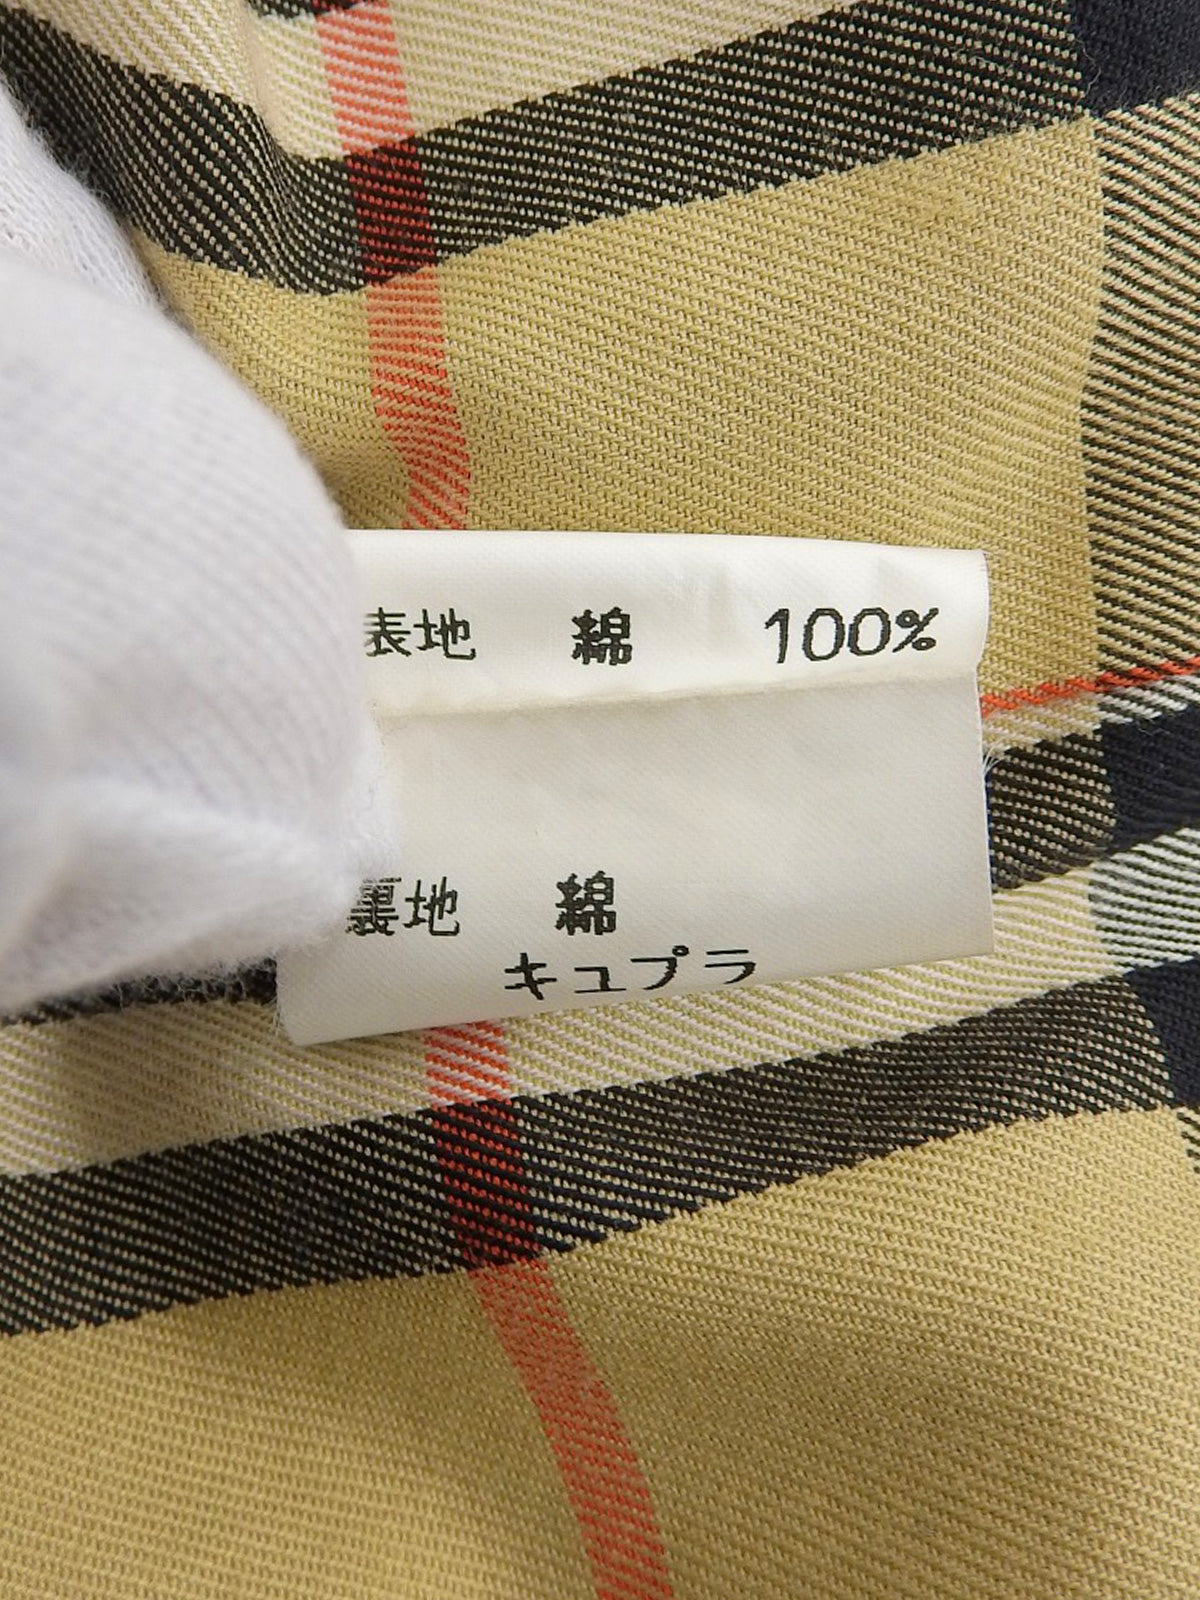 表地 綿 100%
裏地 綿
キュプラ